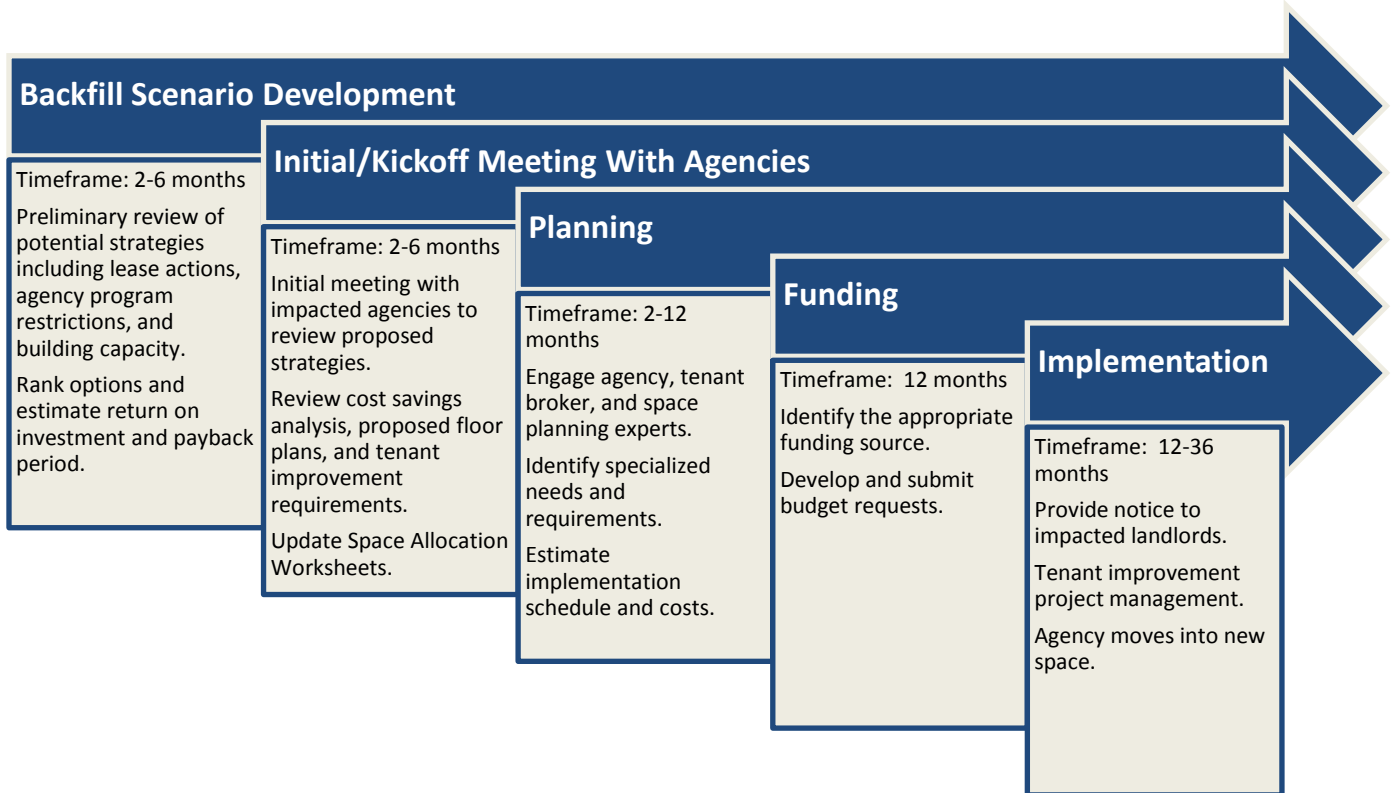 Backfill Scenario Development
Timeframe: 2-6 months
Preliminary review of
potential strategies
including lease actions,
agency program
restrictions, and
building capacity.
Rank options and
estimate return on
investment and payback
period.
Initial/Kickoff Meeting With Agencies
Timeframe: 2-6 months
Initial meeting with
impacted agencies to
review proposed
strategies.
Review cost savings
analysis, proposed floor
plans, and tenant
improvement
requirements.
Update Space Allocation
Worksheets.
Planning
Timeframe: 2-12
months
Engage agency, tenant
broker, and space
planning experts.
Identify specialized
needs and
requirements.
Estimate
implementation
schedule and costs.
Funding
Timeframe:  12 months
Identify the appropriate
funding source.
Develop and submit
budget requests.
Implementation
Timeframe:  12-36
months
Provide notice to
impacted landlords.
Tenant improvement
project management.
Agency moves into new
space.